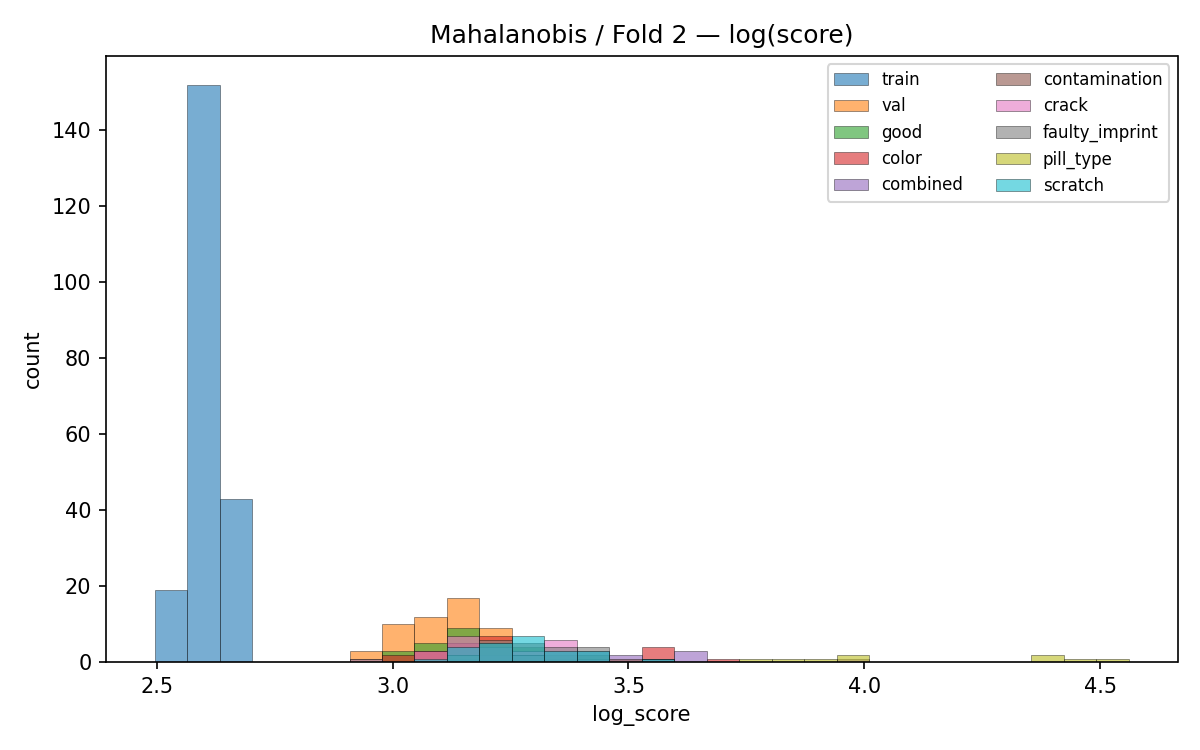 Mahalanobis / Fold 2 — log(score)
train
val
good
color
combined
contamination
crack
faulty_imprint
pill_type
scratch
count
140
120
100
80
60
40
20
0
2.5
3.0
3.5
4.0
4.5
log_score